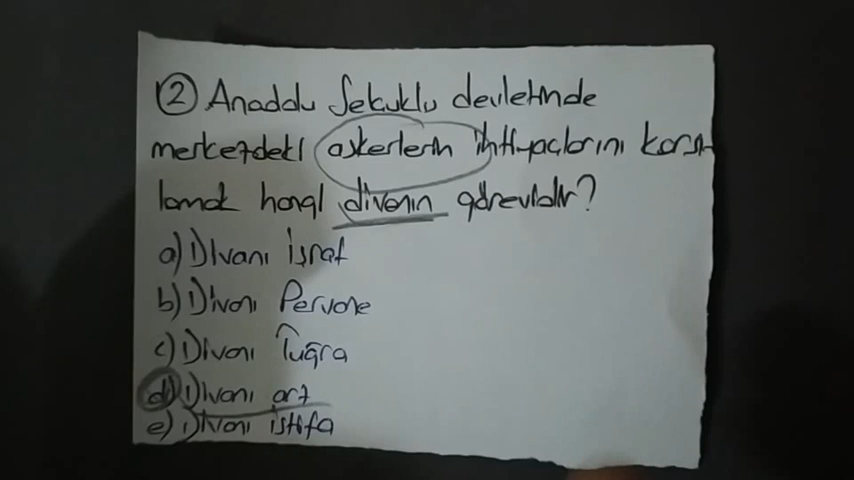 ② Anadolu Selçuklu devletinde
merkezdeki askerlerin ihtiyaçlarını karşı-
lamak hangi divanın görevidir?
a) Divanı işraf
b) Divanı Pervane
c) Divanı Tuğra
d) Divanı arz
e) Divanı istifa